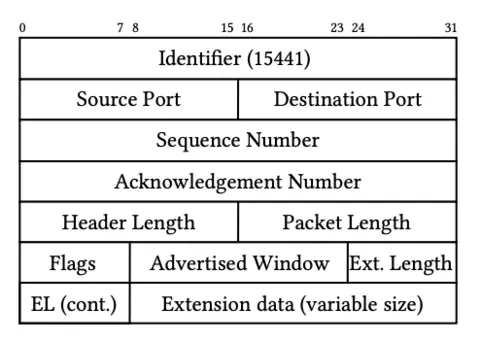 0 7 8 15 16 23 24 31
Identifier (15441)
Source Port Destination Port
Sequence Number
Acknowledgement Number
Header Length Packet Length
Flags Advertised Window Ext. Length
EL (cont.) Extension data (variable size)